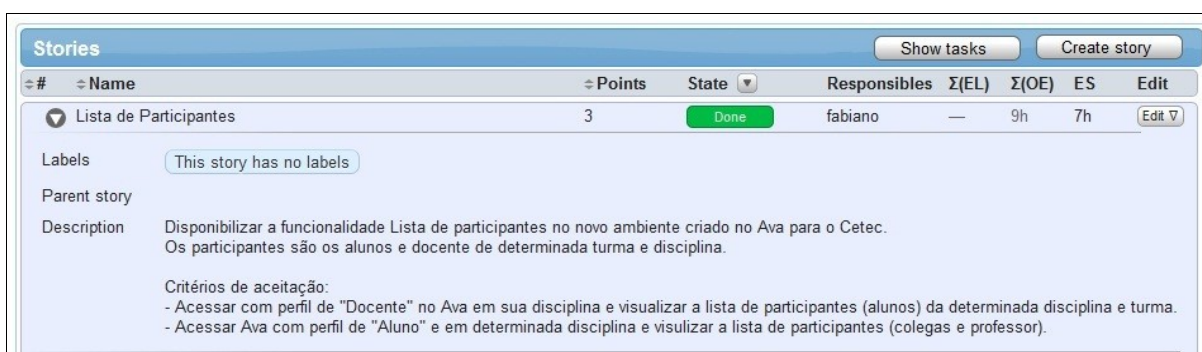 Stories Show tasks Create story
# Name Points State Responsibles Σ(EL) Σ(OE) ES Edit
Lista de Participantes 3 Done fabiano — 9h 7h Edit ∇
Labels This story has no labels
Parent story
Description Disponibilizar a funcionalidade Lista de participantes no novo ambiente criado no Ava para o Cetec.
Os participantes são os alunos e docente de determinada turma e disciplina.
Critérios de aceitação:
- Acessar com perfil de "Docente" no Ava em sua disciplina e visualizar a lista de participantes (alunos) da determinada disciplina e turma.
- Acessar Ava com perfil de "Aluno" e em determinada disciplina e visulizar a lista de participantes (colegas e professor).